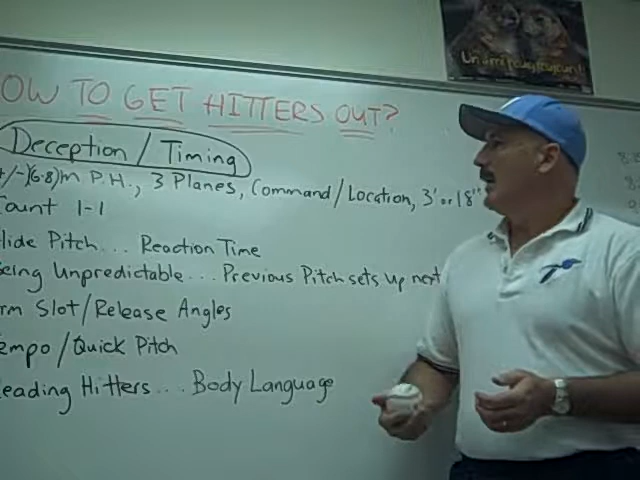 OW TO GET HITTERS OUT?
Deception / Timing
+/-)(6-8)m P.H., 3 Planes, Command/Location, 3' or 18"
Count 1-1
lide Pitch... Reaction Time
eing Unpredictable... Previous Pitch sets up next
rm Slot/Release Angles
empo/Quick Pitch
eading Hitters... Body Language